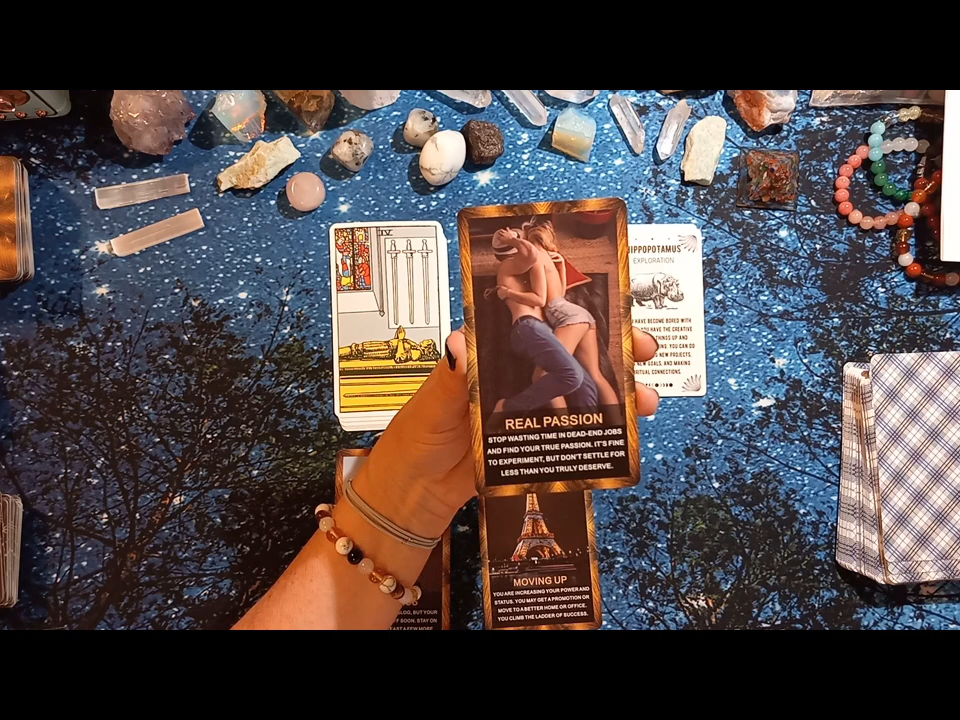 IV
HIPPOPOTAMUS
EXPLORATION
HAVE BECOME BORED WITH
YOU HAVE THE CREATIVE
THINGS UP AND
YOU CAN DO
NEW PROJECTS,
NEW GOALS, AND MAKING
SPIRITUAL CONNECTIONS.
REAL PASSION
STOP WASTING TIME IN DEAD-END JOBS
AND FIND YOUR TRUE PASSION. IT'S FINE
TO EXPERIMENT, BUT DON'T SETTLE FOR
LESS THAN YOU TRULY DESERVE.
MOVING UP
YOU ARE INCREASING YOUR POWER AND
STATUS. YOU MAY GET A PROMOTION OR
MOVE TO A BETTER HOME OR OFFICE.
YOU CLIMB THE LADDER OF SUCCESS.
BUT YOUR
SOON. STAY ON
A FEW MORE